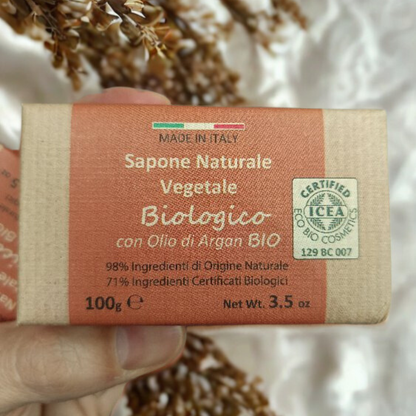 MADE IN ITALY
Sapone Naturale
Vegetale
Biologico
con Olio di Argan BIO
98% Ingredienti di Origine Naturale
71% Ingredienti Certificati Biologici
100g ℮ Net Wt. 3.5 oz
CERTIFIED
ICEA
ECO BIO COSMETICS
129 BC 007